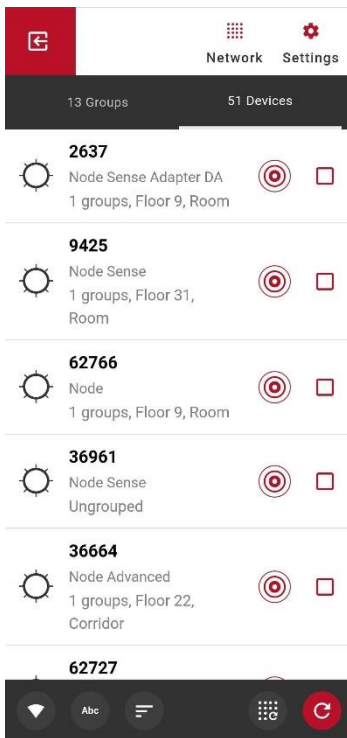 Network Settings
13 Groups 51 Devices
2637
Node Sense Adapter DA
1 groups, Floor 9, Room
9425
Node Sense
1 groups, Floor 31,
Room
62766
Node
1 groups, Floor 9, Room
36961
Node Sense
Ungrouped
36664
Node Advanced
1 groups, Floor 22,
Corridor
62727
Abc